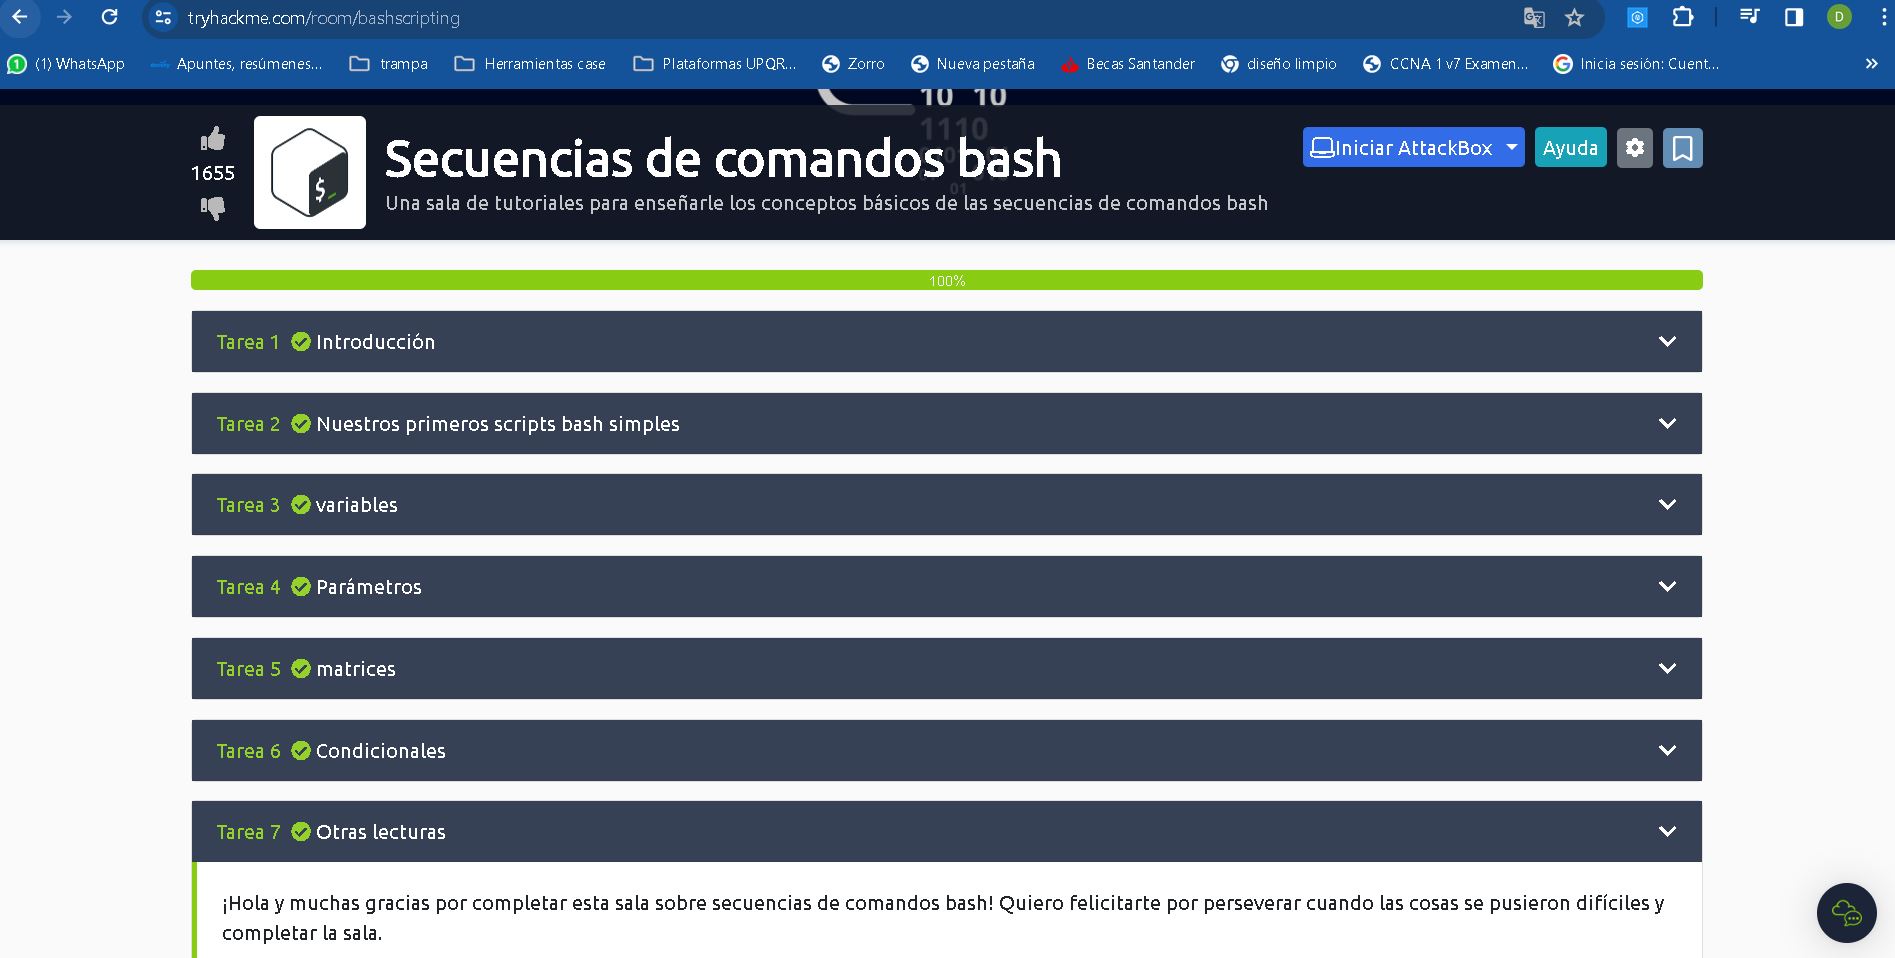 tryhackme.com/room/bashscripting
D
(1) WhatsApp Apuntes, resúmenes... trampa Herramientas case Plataformas UPQR... Zorro Nueva pestaña Becas Santander diseño limpio CCNA 1 v7 Examen... Inicia sesión: Cuent... »
10 10
1110
1655
$_
Secuencias de comandos bash
01
Una sala de tutoriales para enseñarle los conceptos básicos de las secuencias de comandos bash
Iniciar AttackBox
Ayuda
100%
Tarea 1 Introducción
Tarea 2 Nuestros primeros scripts bash simples
Tarea 3 variables
Tarea 4 Parámetros
Tarea 5 matrices
Tarea 6 Condicionales
Tarea 7 Otras lecturas
¡Hola y muchas gracias por completar esta sala sobre secuencias de comandos bash! Quiero felicitarte por perseverar cuando las cosas se pusieron difíciles y
completar la sala.